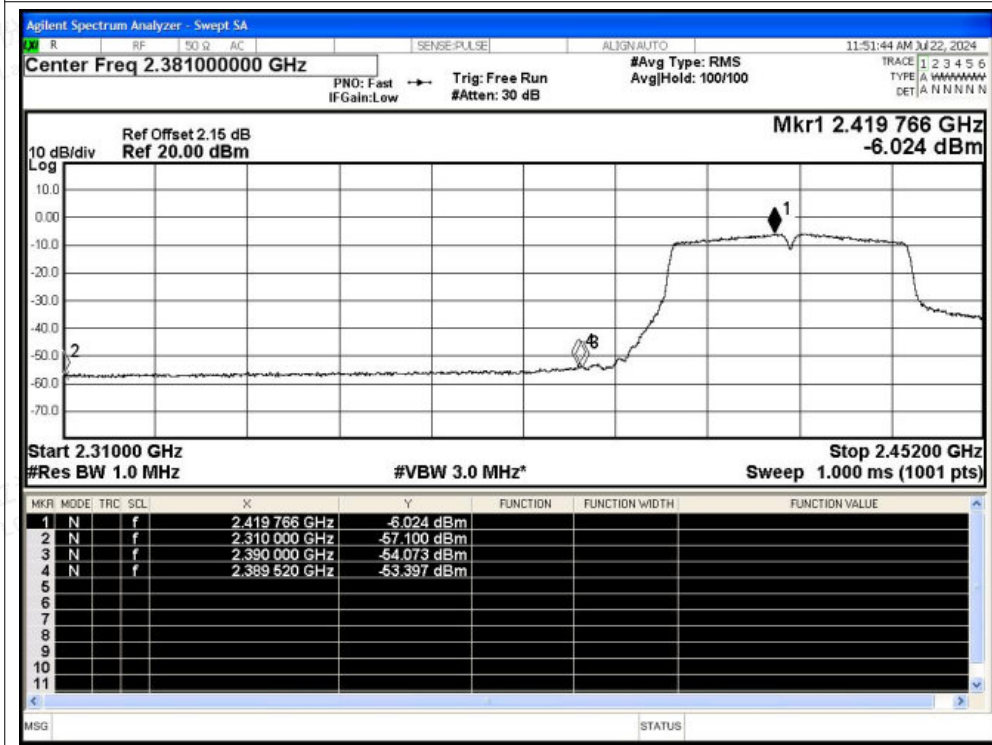 Agilent Spectrum Analyzer - Swept SA
LXI R RF 50 Ω AC SENSE:PULSE ALIGN AUTO 11:51:44 AM Jul 22, 2024
Center Freq 2.381000000 GHz
PNO: Fast
IFGain:Low
Trig: Free Run
#Atten: 30 dB
#Avg Type: RMS
Avg|Hold: 100/100
TRACE 1 2 3 4 5 6
TYPE A WWWWW
DET A N N N N N
Ref Offset 2.15 dB
10 dB/div Ref 20.00 dBm
Log
Mkr1 2.419 766 GHz
-6.024 dBm
10.0
0.00
-10.0
-20.0
-30.0
-40.0
-50.0
-60.0
-70.0
1
2
4 3
Start 2.31000 GHz Stop 2.45200 GHz
#Res BW 1.0 MHz #VBW 3.0 MHz* Sweep 1.000 ms (1001 pts)
MKR MODE TRC SCL X Y FUNCTION FUNCTION WIDTH FUNCTION VALUE
1 N f 2.419 766 GHz -6.024 dBm
2 N f 2.310 000 GHz -57.100 dBm
3 N f 2.390 000 GHz -54.073 dBm
4 N f 2.389 520 GHz -53.397 dBm
5
6
7
8
9
10
11
MSG STATUS